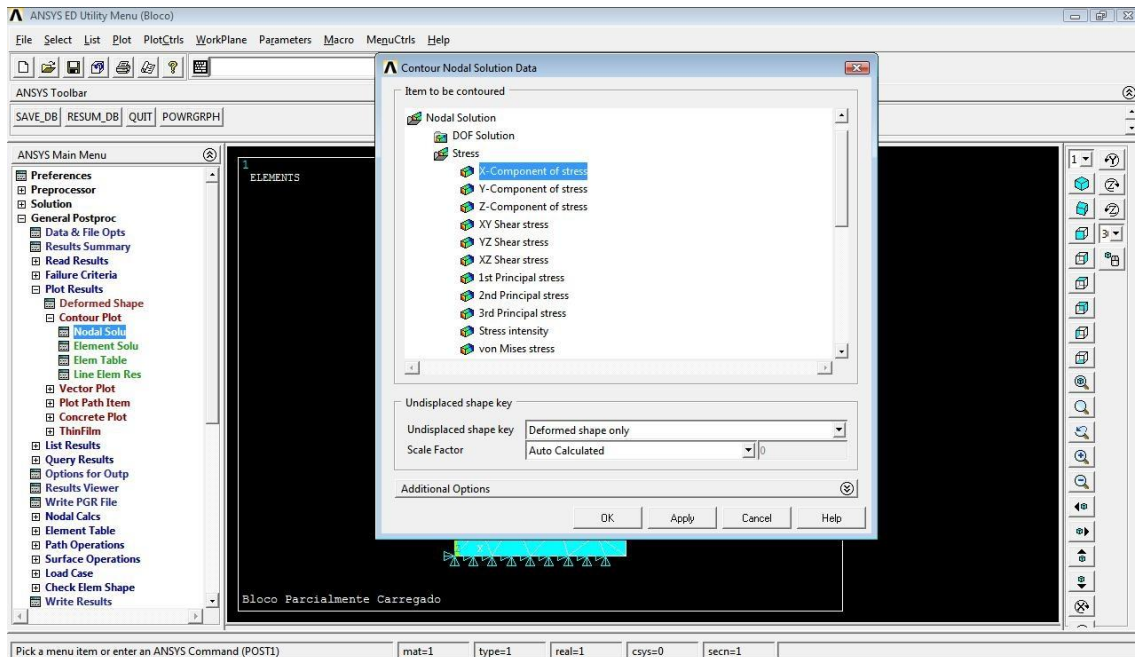 ANSYS ED Utility Menu (Bloco)
File Select List Plot PlotCtrls WorkPlane Parameters Macro MenuCtrls Help
ANSYS Toolbar
SAVE_DB RESUM_DB QUIT POWRGRPH
ANSYS Main Menu
Preferences
Preprocessor
Solution
General Postproc
Data & File Opts
Results Summary
Read Results
Failure Criteria
Plot Results
Deformed Shape
Contour Plot
Nodal Solu
Element Solu
Elem Table
Line Elem Res
Vector Plot
Plot Path Item
Concrete Plot
ThinFilm
List Results
Query Results
Options for Outp
Results Viewer
Write PGR File
Nodal Calcs
Element Table
Path Operations
Surface Operations
Load Case
Check Elem Shape
Write Results
1
ELEMENTS
Z X
Bloco Parcialmente Carregado
Contour Nodal Solution Data
Item to be contoured
Nodal Solution
DOF Solution
Stress
X-Component of stress
Y-Component of stress
Z-Component of stress
XY Shear stress
YZ Shear stress
XZ Shear stress
1st Principal stress
2nd Principal stress
3rd Principal stress
Stress intensity
von Mises stress
Undisplaced shape key
Undisplaced shape key Deformed shape only
Scale Factor Auto Calculated 0
Additional Options
OK Apply Cancel Help
1
Pick a menu item or enter an ANSYS Command (POST1) mat=1 type=1 real=1 csys=0 secn=1